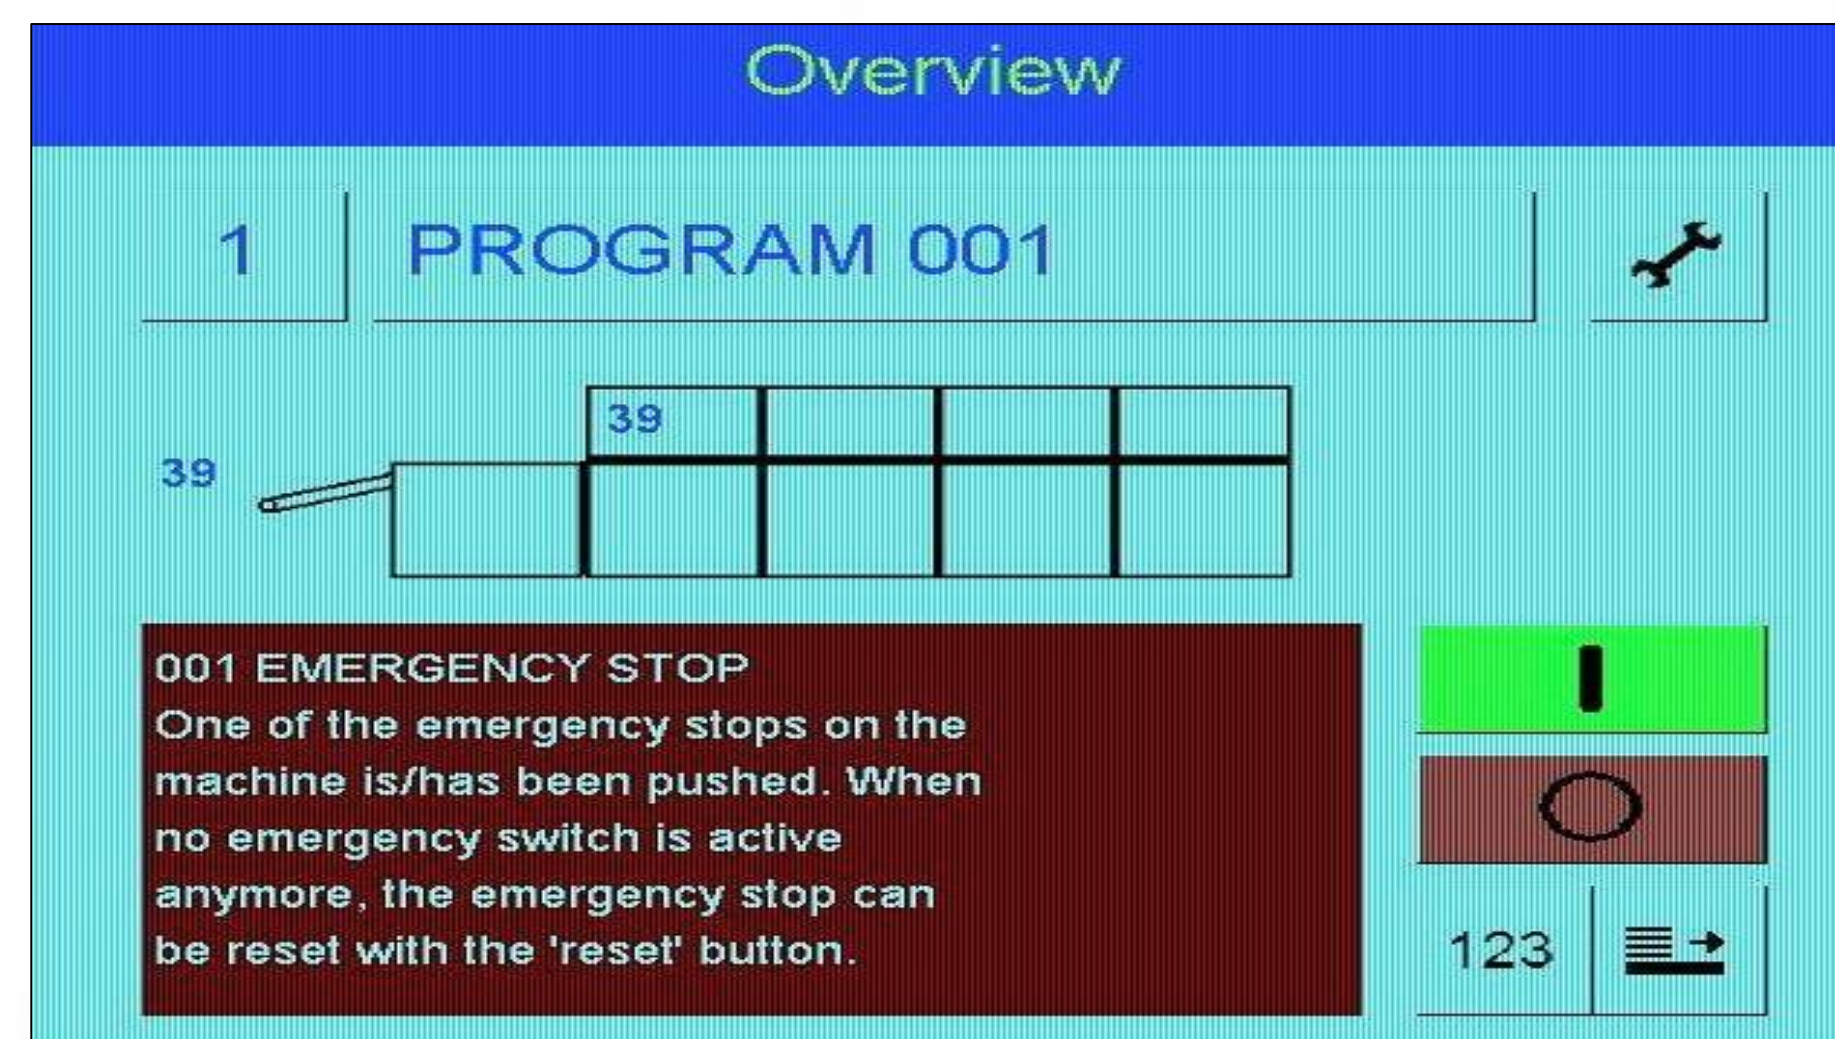 Overview
1 PROGRAM 001
39
39
001 EMERGENCY STOP
One of the emergency stops on the
machine is/has been pushed. When
no emergency switch is active
anymore, the emergency stop can
be reset with the 'reset' button.
I
O
123